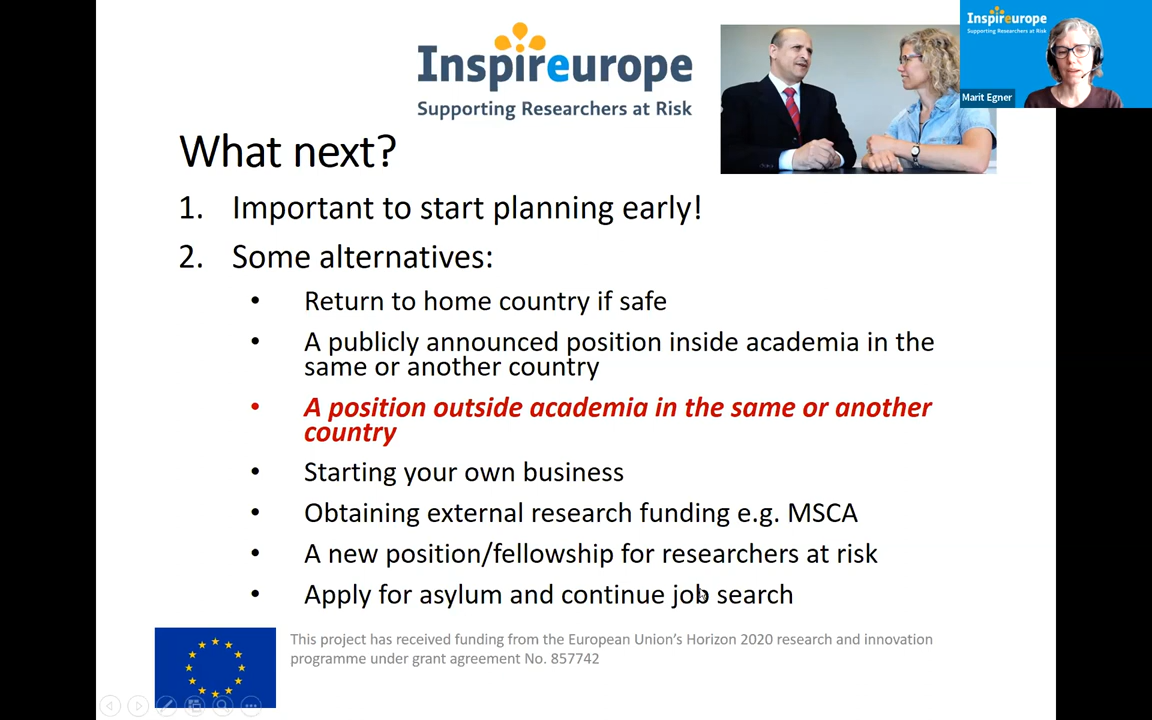 Inspireurope
Supporting Researchers at Risk
Inspireurope
Supporting Researchers at Risk
Marit Egner
What next?
1. Important to start planning early!
2. Some alternatives:
• Return to home country if safe
• A publicly announced position inside academia in the
same or another country
• A position outside academia in the same or another
country
• Starting your own business
• Obtaining external research funding e.g. MSCA
• A new position/fellowship for researchers at risk
• Apply for asylum and continue job search
This project has received funding from the European Union's Horizon 2020 research and innovation
programme under grant agreement No. 857742